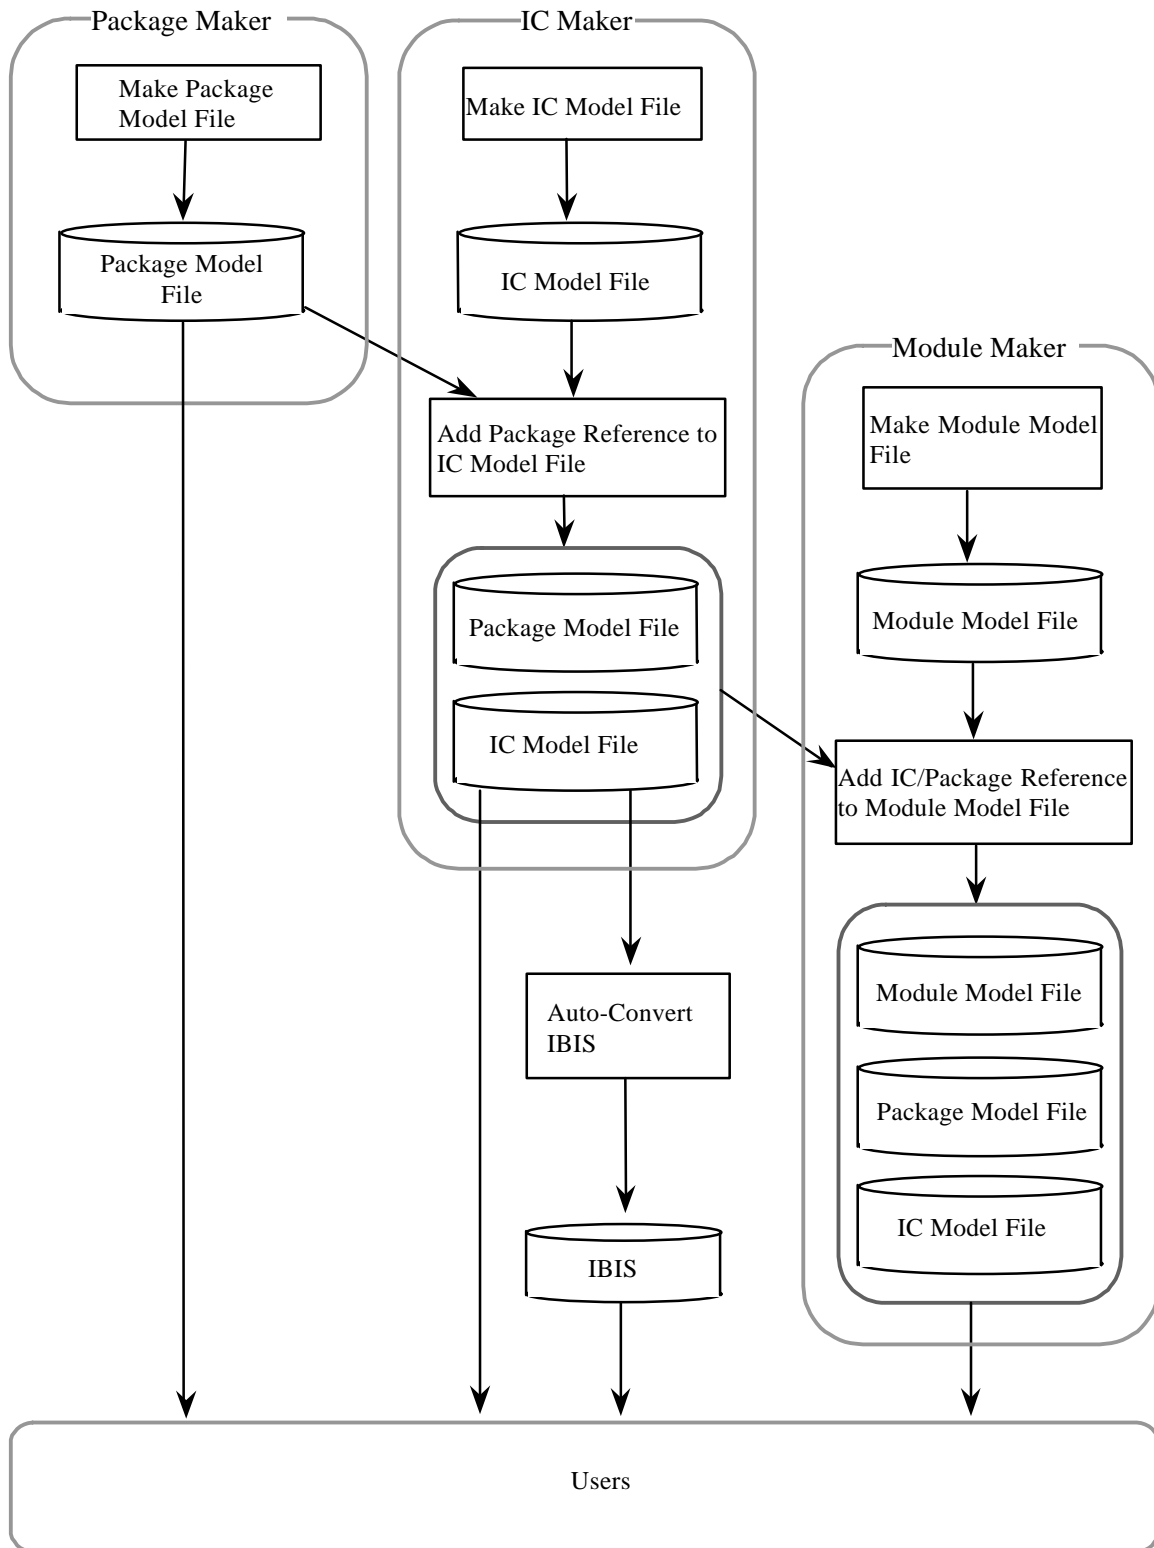 Package Maker
Make Package
Model File
Package Model
File
IC Maker
Make IC Model File
IC Model File
Add Package Reference to
IC Model File
Package Model File
IC Model File
Auto-Convert
IBIS
IBIS
Module Maker
Make Module Model
File
Module Model File
Add IC/Package Reference
to Module Model File
Module Model File
Package Model File
IC Model File
Users